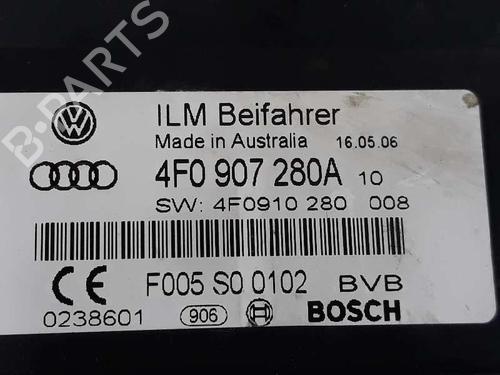 B-PARTS
ILM Beifahrer
Made in Australia 16.05.06
4F0 907 280A 10
SW: 4F0910 280 008
F005 S0 0102 BVB
0238601 906 BOSCH